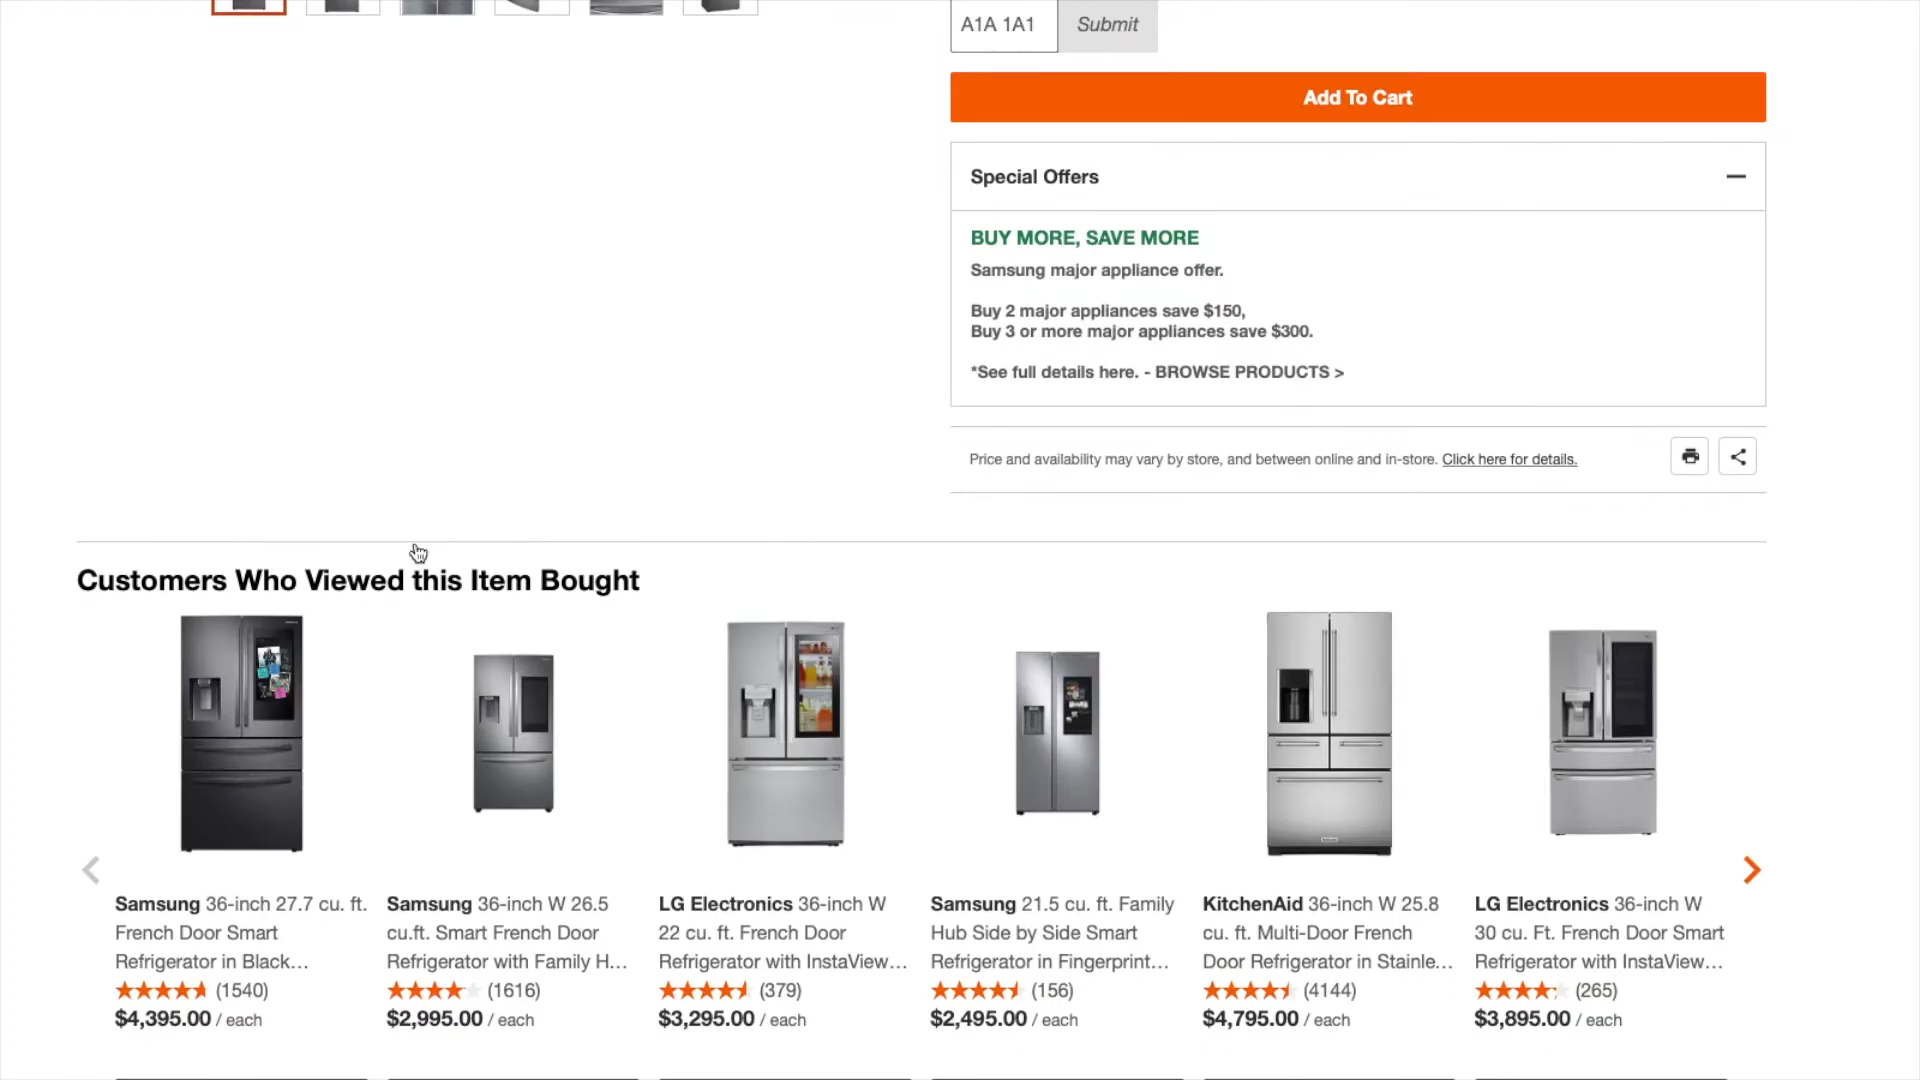 A1A 1A1
Submit
Add To Cart
Special Offers
BUY MORE, SAVE MORE
Samsung major appliance offer.
Buy 2 major appliances save $150,
Buy 3 or more major appliances save $300.
*See full details here. - BROWSE PRODUCTS >
Price and availability may vary by store, and between online and in-store. Click here for details.
Customers Who Viewed this Item Bought
Samsung 36-inch 27.7 cu. ft.
French Door Smart
Refrigerator in Black...
(1540)
$4,395.00 / each
Samsung 36-inch W 26.5
cu.ft. Smart French Door
Refrigerator with Family H...
(1616)
$2,995.00 / each
LG Electronics 36-inch W
22 cu. ft. French Door
Refrigerator with InstaView...
(379)
$3,295.00 / each
Samsung 21.5 cu. ft. Family
Hub Side by Side Smart
Refrigerator in Fingerprint...
(156)
$2,495.00 / each
KitchenAid 36-inch W 25.8
cu. ft. Multi-Door French
Door Refrigerator in Stainle...
(4144)
$4,795.00 / each
LG Electronics 36-inch W
30 cu. Ft. French Door Smart
Refrigerator with InstaView...
(265)
$3,895.00 / each